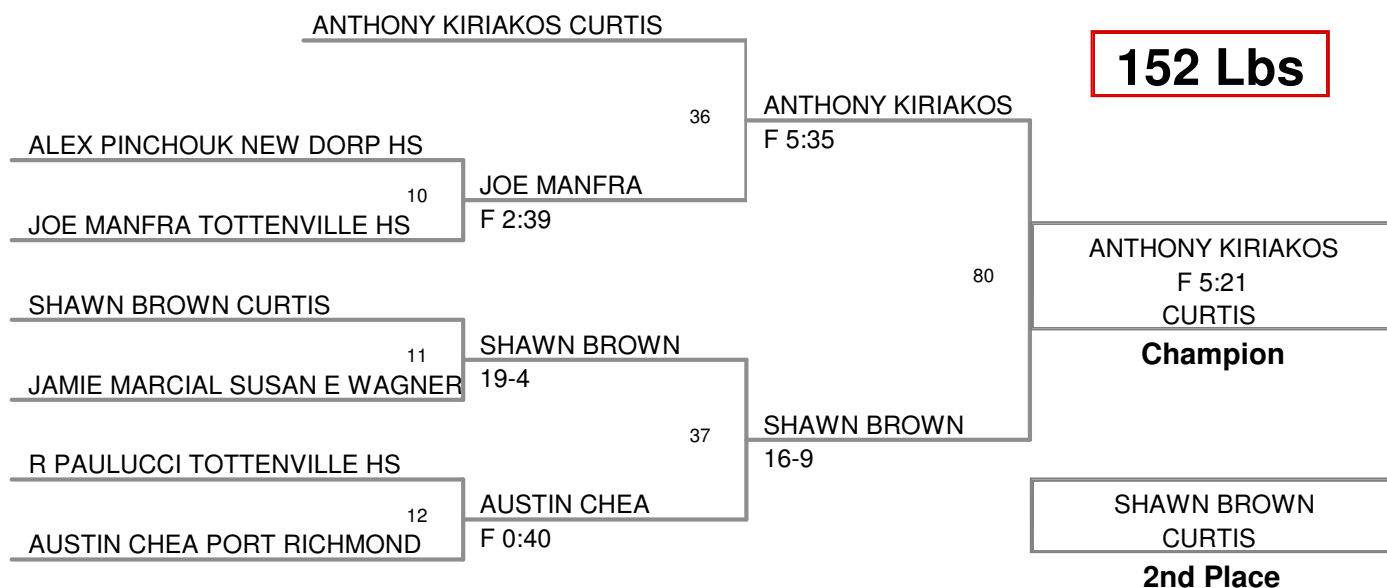 ANTHONY KIRIAKOS CURTIS
152 Lbs
36
ANTHONY KIRIAKOS
F 5:35
ALEX PINCHOUK NEW DORP HS
10
JOE MANFRA
F 2:39
JOE MANFRA TOTTENVILLE HS
80
ANTHONY KIRIAKOS
F 5:21
CURTIS
Champion
SHAWN BROWN CURTIS
11
SHAWN BROWN
19-4
JAMIE MARCIAL SUSAN E WAGNER
37
SHAWN BROWN
16-9
R PAULUCCI TOTTENVILLE HS
12
AUSTIN CHEA
F 0:40
AUSTIN CHEA PORT RICHMOND
SHAWN BROWN
CURTIS
2nd Place